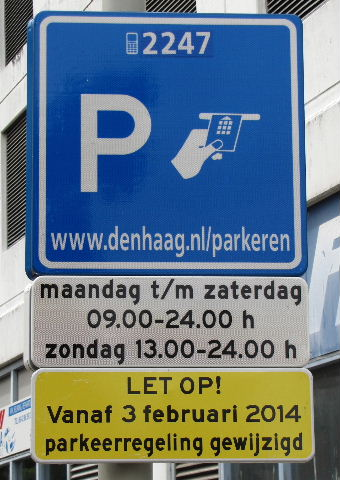 2247
P
www.denhaag.nl/parkeren
maandag t/m zaterdag
09.00-24.00 h
zondag 13.00-24.00 h
LET OP!
Vanaf 3 februari 2014
parkeerregeling gewijzigd